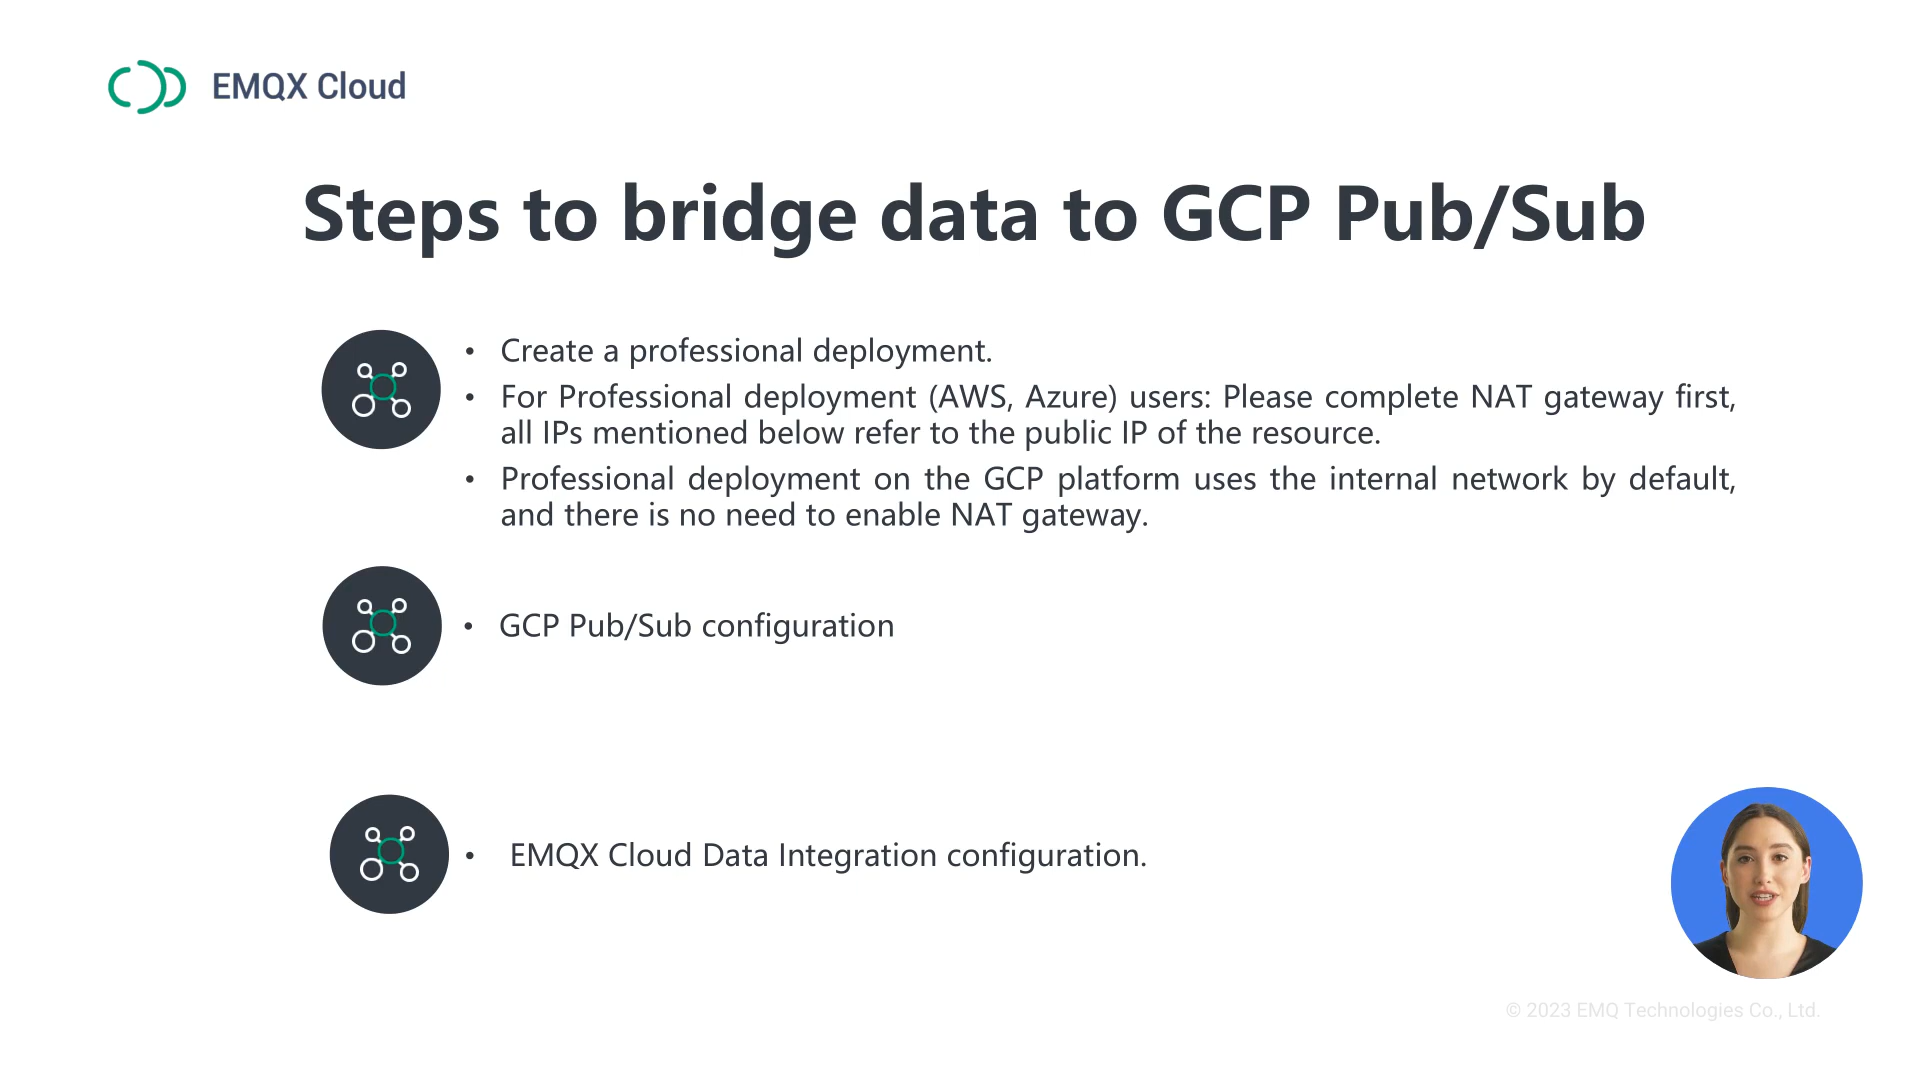 EMQX Cloud
Steps to bridge data to GCP Pub/Sub
• Create a professional deployment.
• For Professional deployment (AWS, Azure) users: Please complete NAT gateway first,
all IPs mentioned below refer to the public IP of the resource.
• Professional deployment on the GCP platform uses the internal network by default,
and there is no need to enable NAT gateway.
• GCP Pub/Sub configuration
• EMQX Cloud Data Integration configuration.
© 2023 EMQ Technologies Co., Ltd.